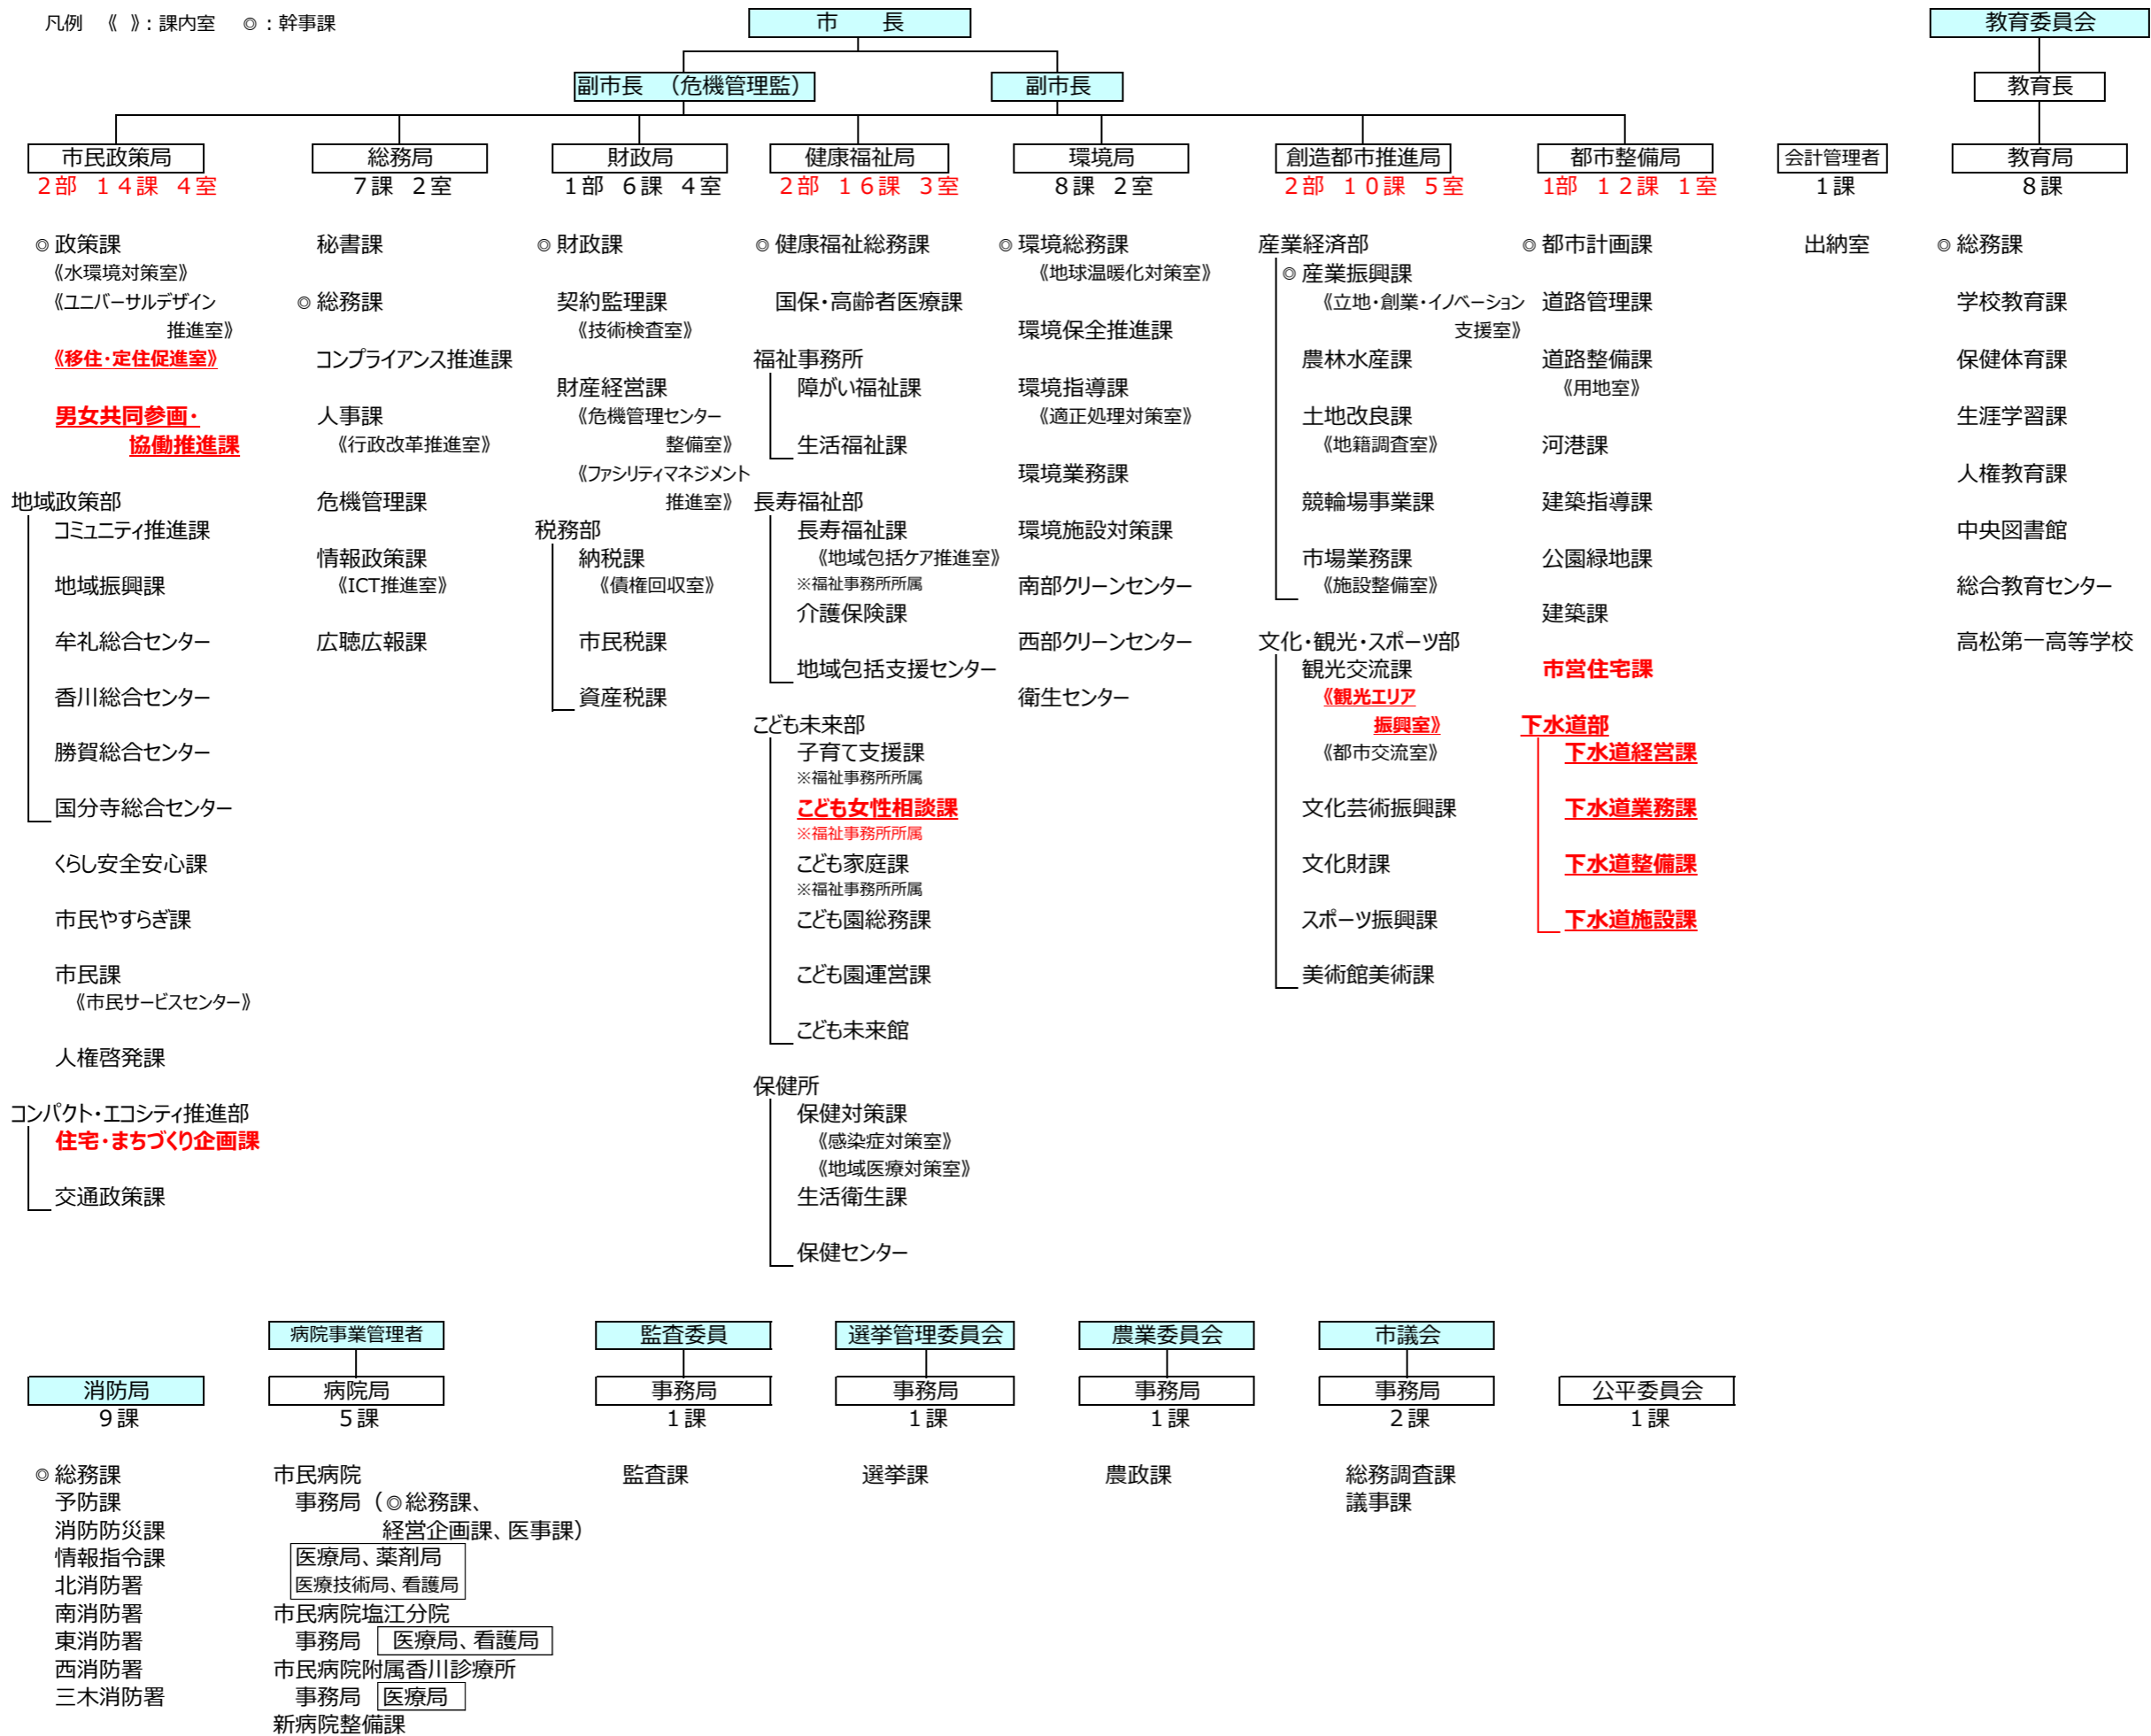 凡例　《　》：課内室　◎：幹事課
市　長
教育委員会
副市長　（危機管理監）
副市長
教育長
市民政策局
２部　１４課　４室
◎ 政策課
《水環境対策室》
《ユニバーサルデザイン
推進室》
《移住・定住促進室》
男女共同参画・
協働推進課
地域政策部
コミュニティ推進課
地域振興課
牟礼総合センター
香川総合センター
勝賀総合センター
国分寺総合センター
くらし安全安心課
市民やすらぎ課
市民課
《市民サービスセンター》
人権啓発課
コンパクト・エコシティ推進部
住宅・まちづくり企画課
交通政策課
総務局
７課　２室
秘書課
◎ 総務課
コンプライアンス推進課
人事課
《行政改革推進室》
危機管理課
情報政策課
《ICT推進室》
広聴広報課
財政局
１部　６課　４室
◎ 財政課
契約監理課
《技術検査室》
財産経営課
《危機管理センター
整備室》
《ファシリティマネジメント
推進室》
税務部
納税課
《債権回収室》
市民税課
資産税課
健康福祉局
２部　１６課　３室
◎ 健康福祉総務課
国保・高齢者医療課
福祉事務所
障がい福祉課
生活福祉課
長寿福祉部
長寿福祉課
《地域包括ケア推進室》
※福祉事務所所属
介護保険課
地域包括支援センター
こども未来部
子育て支援課
※福祉事務所所属
こども女性相談課
※福祉事務所所属
こども家庭課
※福祉事務所所属
こども園総務課
こども園運営課
こども未来館
保健所
保健対策課
《感染症対策室》
《地域医療対策室》
生活衛生課
保健センター
環境局
８課　２室
◎ 環境総務課
《地球温暖化対策室》
環境保全推進課
環境指導課
《適正処理対策室》
環境業務課
環境施設対策課
南部クリーンセンター
西部クリーンセンター
衛生センター
創造都市推進局
２部　１０課　５室
産業経済部
◎ 産業振興課
《立地・創業・イノベーション
支援室》
農林水産課
土地改良課
《地籍調査室》
競輪場事業課
市場業務課
《施設整備室》
文化・観光・スポーツ部
観光交流課
《観光エリア
振興室》
《都市交流室》
文化芸術振興課
文化財課
スポーツ振興課
美術館美術課
都市整備局
1部　１２課　１室
◎ 都市計画課
道路管理課
道路整備課
《用地室》
河港課
建築指導課
公園緑地課
建築課
市営住宅課
下水道部
下水道経営課
下水道業務課
下水道整備課
下水道施設課
会計管理者
１課
出納室
教育局
８課
◎ 総務課
学校教育課
保健体育課
生涯学習課
人権教育課
中央図書館
総合教育センター
高松第一高等学校
消防局
９課
◎ 総務課
予防課
消防防災課
情報指令課
北消防署
南消防署
東消防署
西消防署
三木消防署
病院事業管理者
病院局
５課
市民病院
事務局（◎総務課、
経営企画課、医事課）
医療局、薬剤局
医療技術局、看護局
市民病院塩江分院
事務局　医療局、看護局
市民病院附属香川診療所
事務局　医療局
新病院整備課
監査委員
事務局
１課
監査課
選挙管理委員会
事務局
１課
選挙課
農業委員会
事務局
１課
農政課
市議会
事務局
２課
総務調査課
議事課
公平委員会
１課